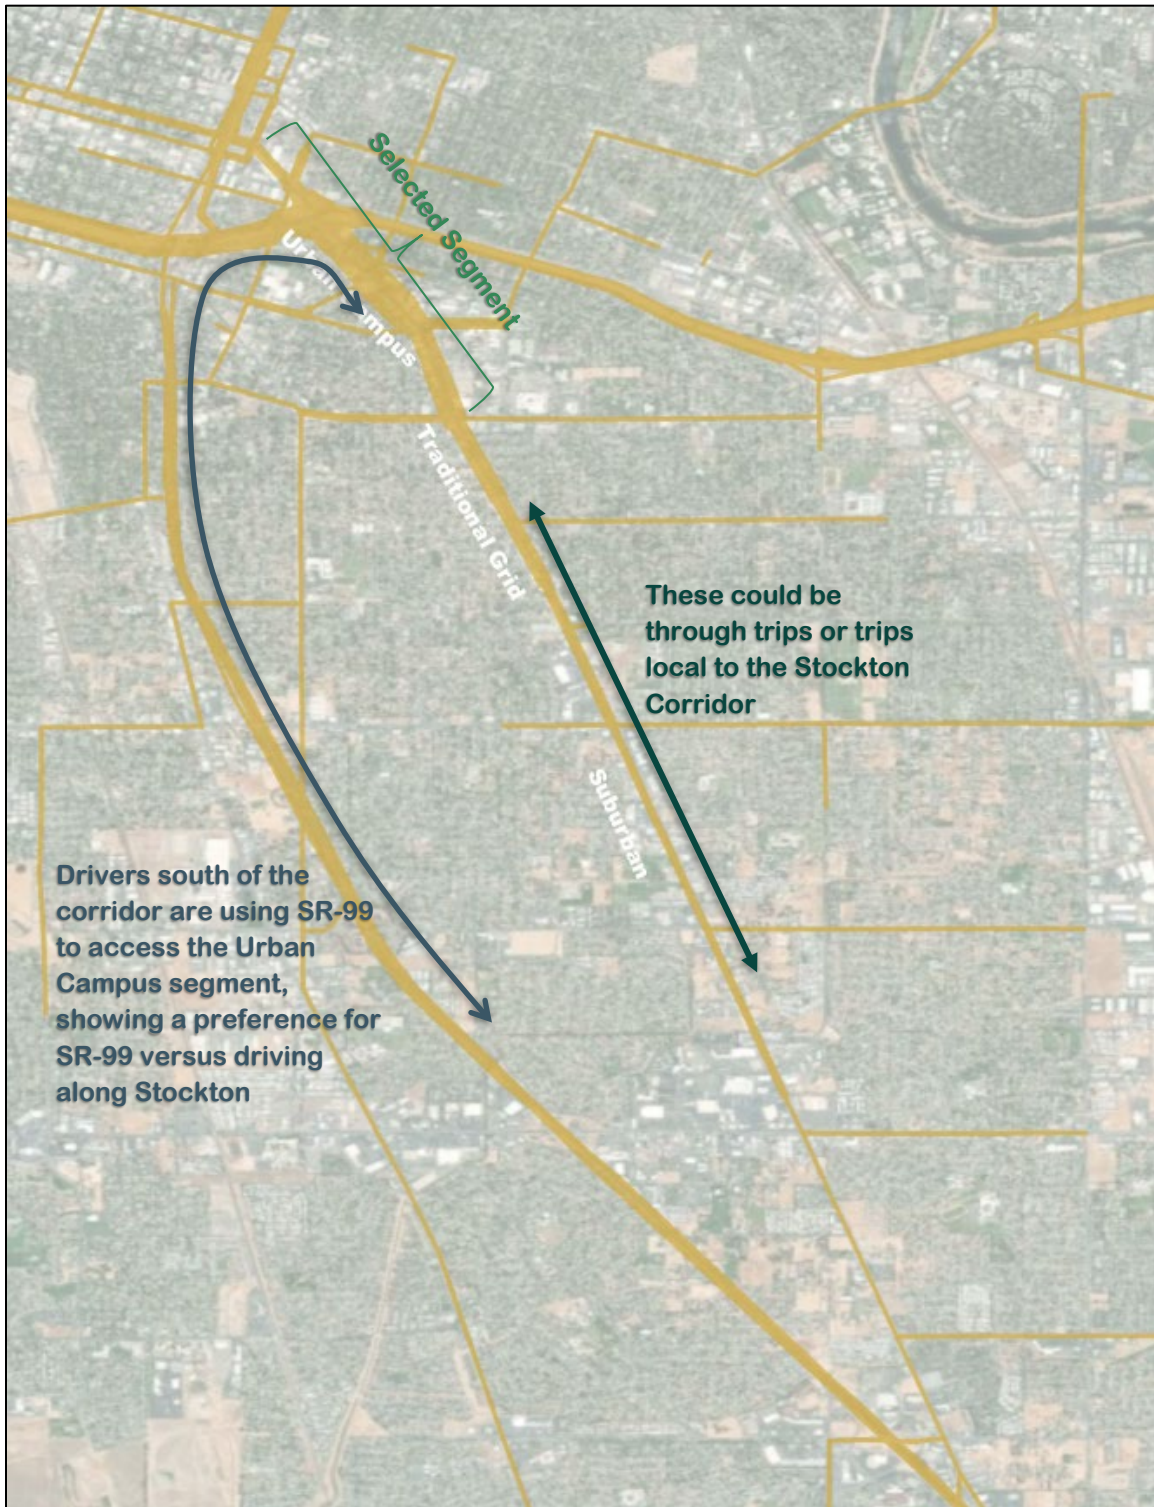 Selected Segment
Urban Campus
Traditional Grid
These could be
through trips or trips
local to the Stockton
Corridor
Suburban
Drivers south of the
corridor are using SR-99
to access the Urban
Campus segment,
showing a preference for
SR-99 versus driving
along Stockton